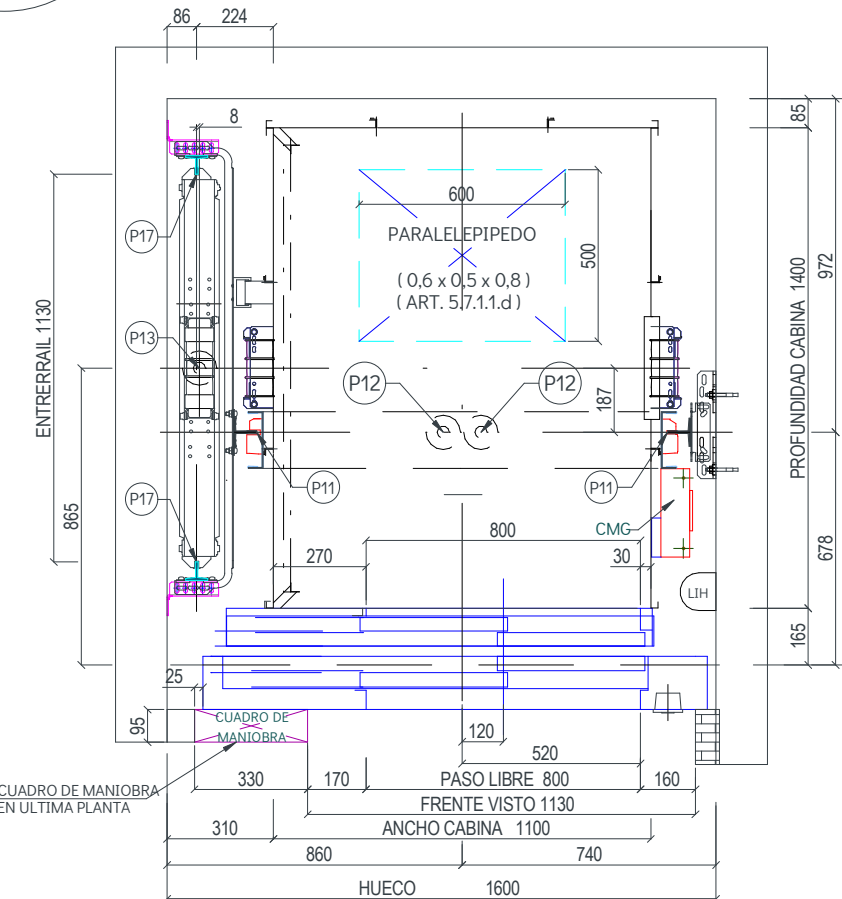 86
224
8
85
600
PARALELEPIPEDO
( 0,6 x 0,5 x 0,8 )
( ART. 5.7.1.1.d )
500
972
PROFUNDIDAD CABINA 1400
P17
ENTRERRAIL 1130
P13
P12
P12
187
P11
P11
P17
865
CMG
678
800
270
30
LIH
165
25
95
CUADRO DE
MANIOBRA
120
520
CUADRO DE MANIOBRA
EN ULTIMA PLANTA
330
170
PASO LIBRE 800
160
FRENTE VISTO 1130
310
ANCHO CABINA 1100
860
740
HUECO 1600